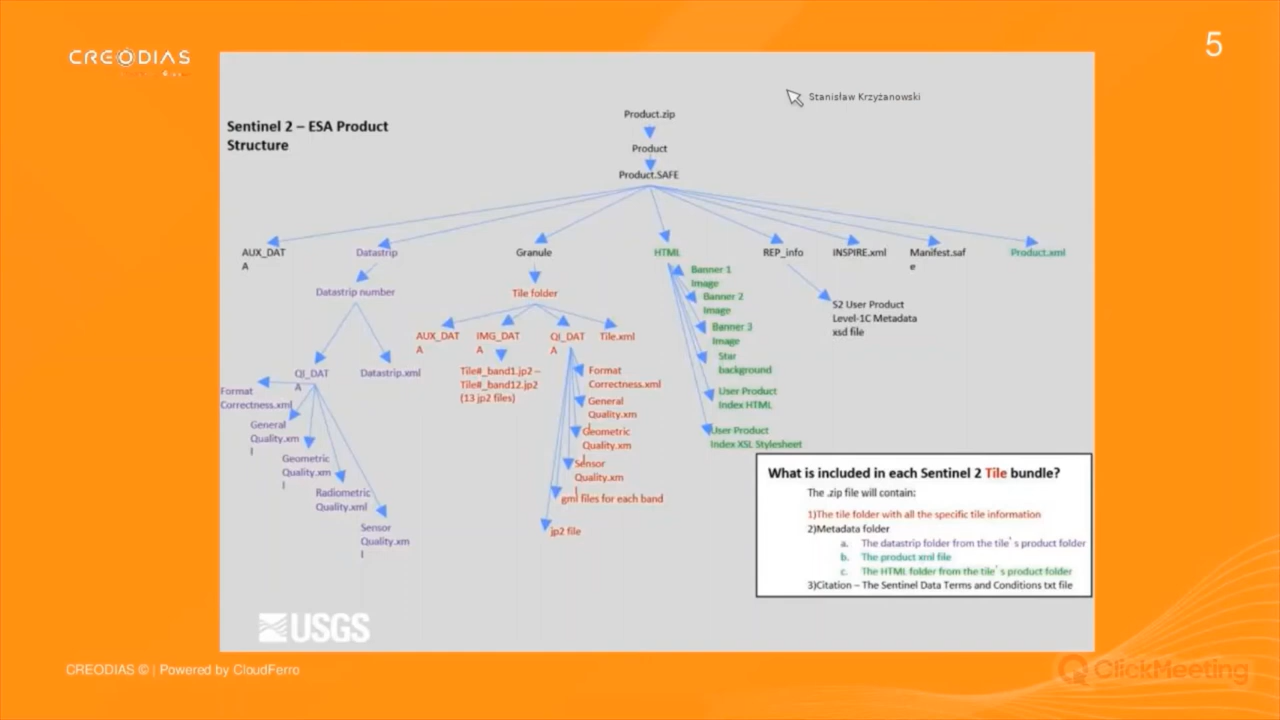 CREODIAS
5
Stanisław Krzyżanowski
Sentinel 2 – ESA Product
Structure
Product.zip
Product
Product.SAFE
AUX_DAT
A
Datastrip
Granule
HTML
REP_info
INSPIRE.xml
Manifest.saf
e
Product.xml
Datastrip number
Tile folder
Banner 1
Image
Banner 2
Image
Banner 3
Image
Star
background
User Product
Index HTML
User Product
Index XSL Stylesheet
S2 User Product
Level-1C Metadata
xsd file
AUX_DAT
A
IMG_DAT
A
QI_DAT
A
Tile.xml
QI_DAT
A
Datastrip.xml
Tile#_band1.jp2 –
Tile#_band12.jp2
(13 jp2 files)
Format
Correctness.xml
General
Quality.xm
l
Geometric
Quality.xm
l
Sensor
Quality.xm
l
gml files for each band
jp2 file
Format
Correctness.xml
General
Quality.xm
l
Geometric
Quality.xm
l
Radiometric
Quality.xml
Sensor
Quality.xm
l
What is included in each Sentinel 2 Tile bundle?
The .zip file will contain:
1)The tile folder with all the specific tile information
2)Metadata folder
a. The datastrip folder from the tile's product folder
b. The product xml file
c. The HTML folder from the tile's product folder
3)Citation – The Sentinel Data Terms and Conditions txt file
USGS
CREODIAS © | Powered by CloudFerro
ClickMeeting